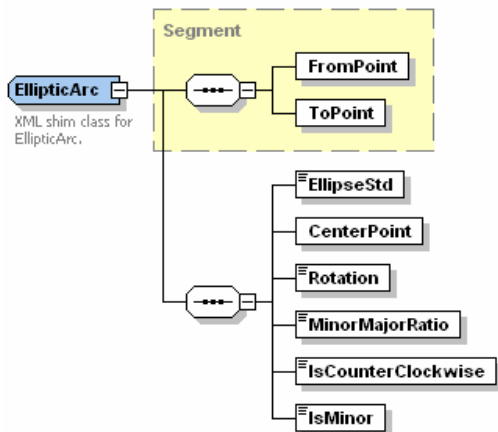 Segment
EllipticArc
XML shim class for
EllipticArc.
FromPoint
ToPoint
EllipseStd
CenterPoint
Rotation
MinorMajorRatio
IsCounterClockwise
IsMinor